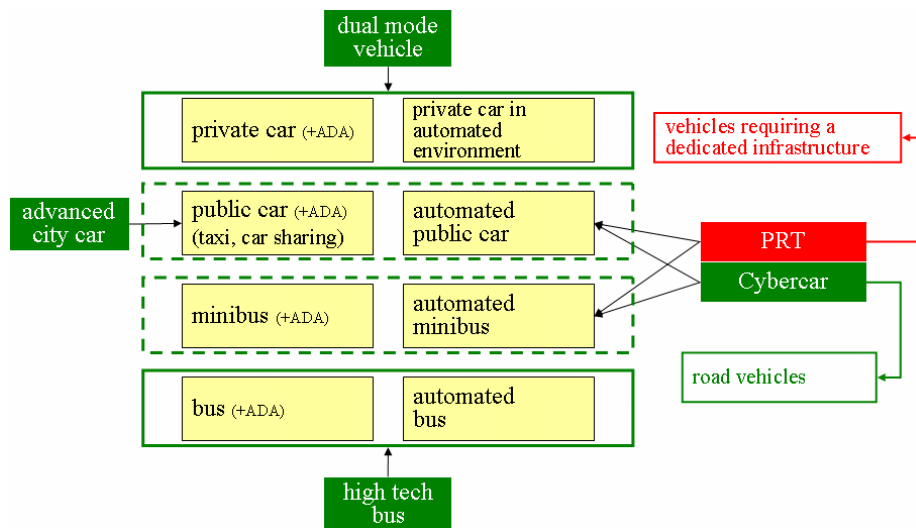 dual mode
vehicle
private car (+ADA)
private car in
automated
environment
vehicles requiring a
dedicated infrastructure
advanced
city car
public car (+ADA)
(taxi, car sharing)
automated
public car
PRT
Cybercar
minibus (+ADA)
automated
minibus
road vehicles
bus (+ADA)
automated
bus
high tech
bus